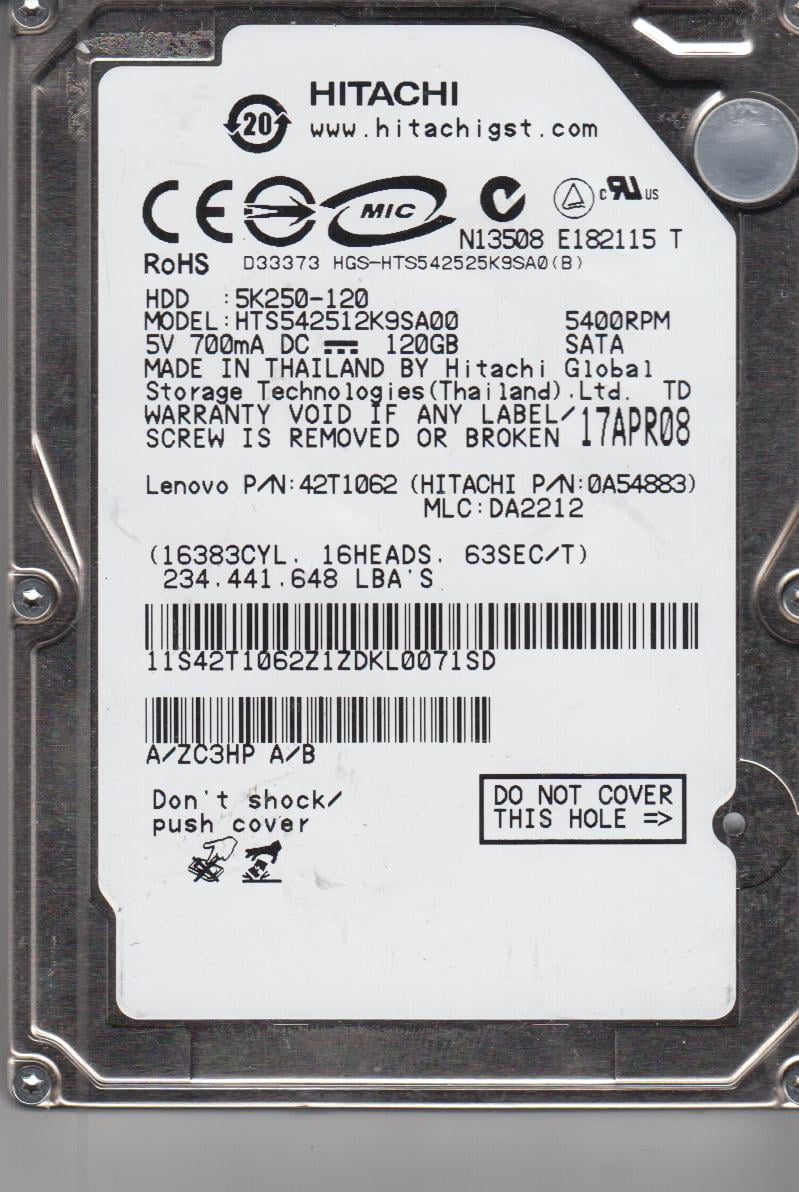 HITACHI
20
www.hitachigst.com
CE MIC c RU US
N13508 E182115 T
RoHS D33373 HGS-HTS542525K9SA0(B)
HDD :5K250-120
MODEL:HTS542512K9SA00 5400RPM
5V 700mA DC 120GB SATA
MADE IN THAILAND BY Hitachi Global
Storage Technologies(Thailand).Ltd. TD
WARRANTY VOID IF ANY LABEL/
SCREW IS REMOVED OR BROKEN 17APR08
Lenovo P/N:42T1062 (HITACHI P/N:0A54883)
MLC:DA2212
(16383CYL. 16HEADS. 63SEC/T)
234.441.648 LBA'S
11S42T1062Z1ZDKL0071SD
A/ZC3HP A/B
Don't shock/
push cover
DO NOT COVER
THIS HOLE =>